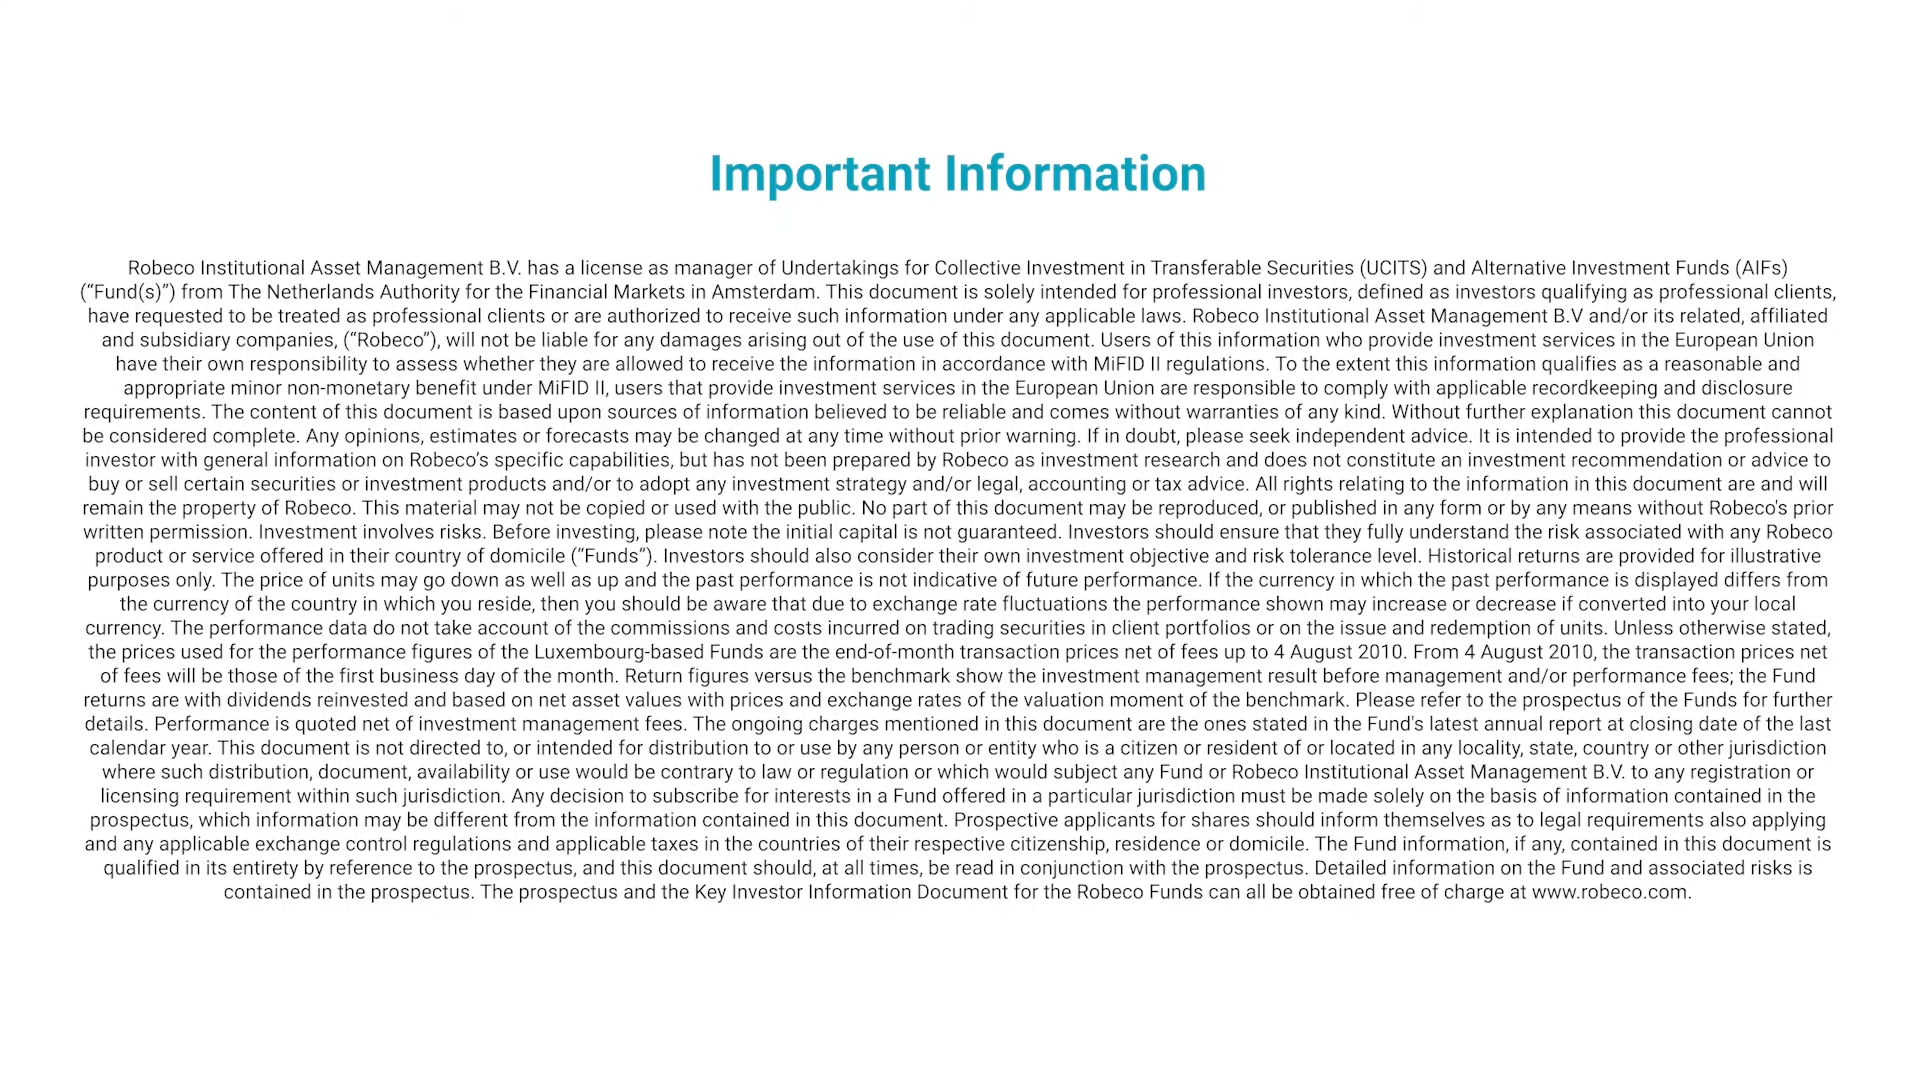 Important Information
Robeco Institutional Asset Management B.V. has a license as manager of Undertakings for Collective Investment in Transferable Securities (UCITS) and Alternative Investment Funds (AIFs)
(“Fund(s)”) from The Netherlands Authority for the Financial Markets in Amsterdam. This document is solely intended for professional investors, defined as investors qualifying as professional clients,
have requested to be treated as professional clients or are authorized to receive such information under any applicable laws. Robeco Institutional Asset Management B.V and/or its related, affiliated
and subsidiary companies, (“Robeco”), will not be liable for any damages arising out of the use of this document. Users of this information who provide investment services in the European Union
have their own responsibility to assess whether they are allowed to receive the information in accordance with MiFID II regulations. To the extent this information qualifies as a reasonable and
appropriate minor non-monetary benefit under MiFID II, users that provide investment services in the European Union are responsible to comply with applicable recordkeeping and disclosure
requirements. The content of this document is based upon sources of information believed to be reliable and comes without warranties of any kind. Without further explanation this document cannot
be considered complete. Any opinions, estimates or forecasts may be changed at any time without prior warning. If in doubt, please seek independent advice. It is intended to provide the professional
investor with general information on Robeco’s specific capabilities, but has not been prepared by Robeco as investment research and does not constitute an investment recommendation or advice to
buy or sell certain securities or investment products and/or to adopt any investment strategy and/or legal, accounting or tax advice. All rights relating to the information in this document are and will
remain the property of Robeco. This material may not be copied or used with the public. No part of this document may be reproduced, or published in any form or by any means without Robeco's prior
written permission. Investment involves risks. Before investing, please note the initial capital is not guaranteed. Investors should ensure that they fully understand the risk associated with any Robeco
product or service offered in their country of domicile (“Funds”). Investors should also consider their own investment objective and risk tolerance level. Historical returns are provided for illustrative
purposes only. The price of units may go down as well as up and the past performance is not indicative of future performance. If the currency in which the past performance is displayed differs from
the currency of the country in which you reside, then you should be aware that due to exchange rate fluctuations the performance shown may increase or decrease if converted into your local
currency. The performance data do not take account of the commissions and costs incurred on trading securities in client portfolios or on the issue and redemption of units. Unless otherwise stated,
the prices used for the performance figures of the Luxembourg-based Funds are the end-of-month transaction prices net of fees up to 4 August 2010. From 4 August 2010, the transaction prices net
of fees will be those of the first business day of the month. Return figures versus the benchmark show the investment management result before management and/or performance fees; the Fund
returns are with dividends reinvested and based on net asset values with prices and exchange rates of the valuation moment of the benchmark. Please refer to the prospectus of the Funds for further
details. Performance is quoted net of investment management fees. The ongoing charges mentioned in this document are the ones stated in the Fund's latest annual report at closing date of the last
calendar year. This document is not directed to, or intended for distribution to or use by any person or entity who is a citizen or resident of or located in any locality, state, country or other jurisdiction
where such distribution, document, availability or use would be contrary to law or regulation or which would subject any Fund or Robeco Institutional Asset Management B.V. to any registration or
licensing requirement within such jurisdiction. Any decision to subscribe for interests in a Fund offered in a particular jurisdiction must be made solely on the basis of information contained in the
prospectus, which information may be different from the information contained in this document. Prospective applicants for shares should inform themselves as to legal requirements also applying
and any applicable exchange control regulations and applicable taxes in the countries of their respective citizenship, residence or domicile. The Fund information, if any, contained in this document is
qualified in its entirety by reference to the prospectus, and this document should, at all times, be read in conjunction with the prospectus. Detailed information on the Fund and associated risks is
contained in the prospectus. The prospectus and the Key Investor Information Document for the Robeco Funds can all be obtained free of charge at www.robeco.com.